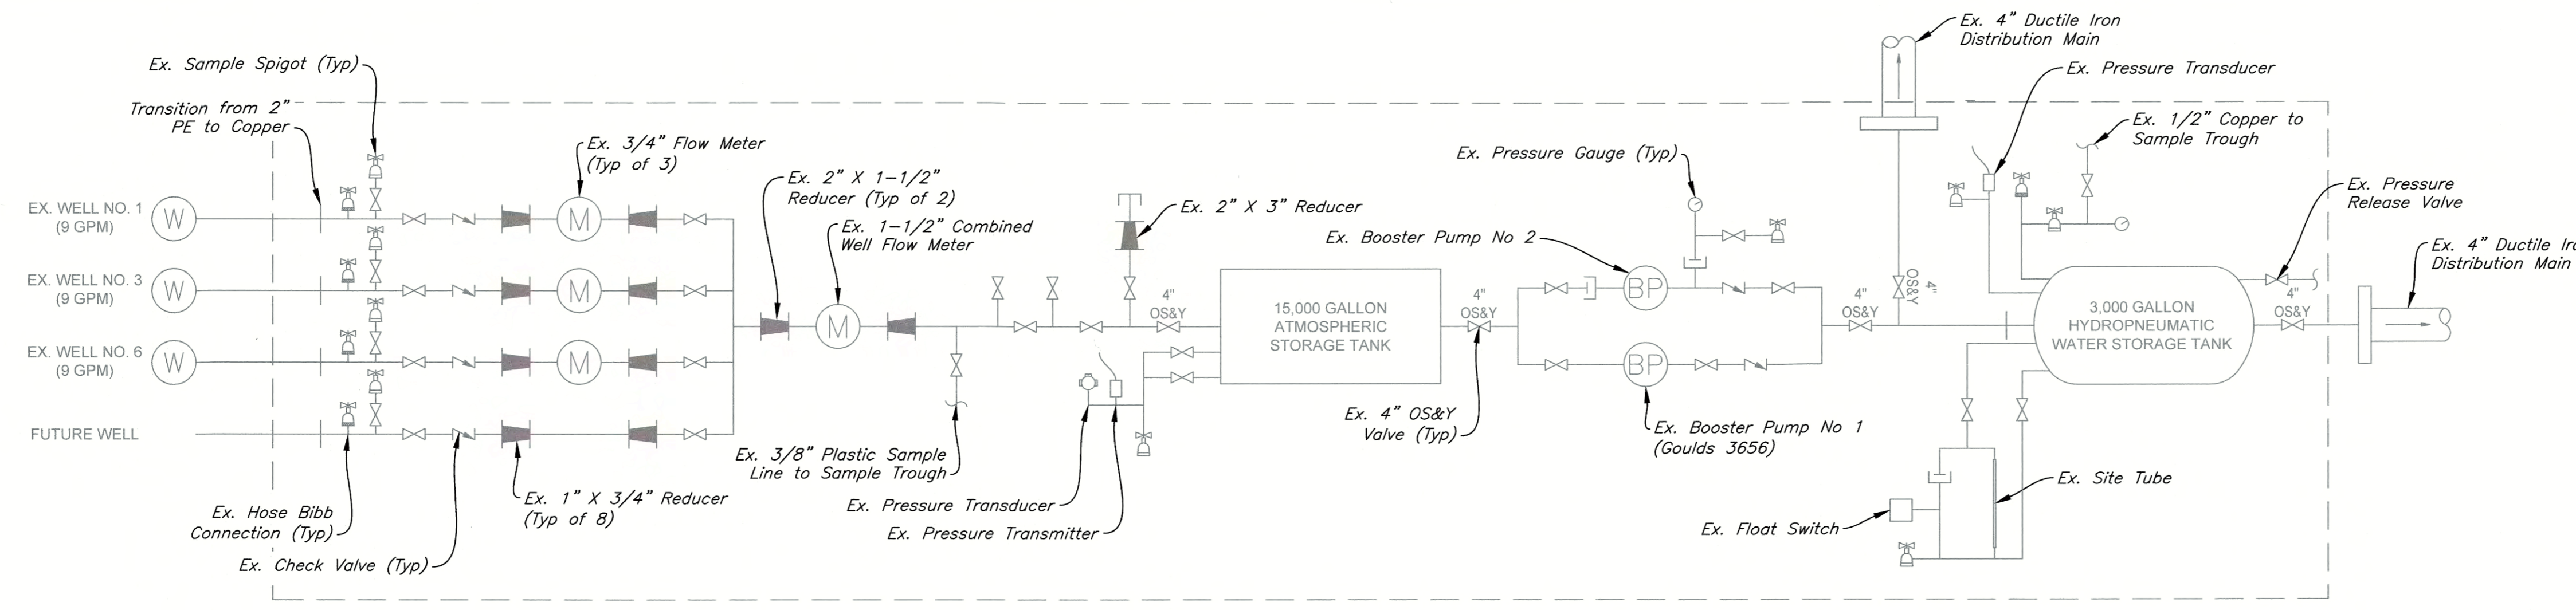 Ex. 4” Ductile Iron
Distribution Main
Ex. Sample Spigot (Typ)
Ex. Pressure Transducer
Transition from 2”
PE to Copper
Ex. 1/2” Copper to
Sample Trough
Ex. 3/4” Flow Meter
(Typ of 3)
Ex. Pressure Gauge (Typ)
Ex. 2” X 1-1/2”
Reducer (Typ of 2)
Ex. Pressure
Release Valve
EX. WELL NO. 1
(9 GPM)
W
M
Ex. 2” X 3” Reducer
Ex. 1-1/2” Combined
Well Flow Meter
Ex. Booster Pump No 2
Ex. 4” Ductile Iro
Distribution Main
EX. WELL NO. 3
(9 GPM)
W
M
BP
4"
OS&Y
4"
OS&Y
4"
OS&Y
4"
OS&Y
4"
OS&Y
M
15,000 GALLON
ATMOSPHERIC
STORAGE TANK
3,000 GALLON
HYDROPNEUMATIC
WATER STORAGE TANK
EX. WELL NO. 6
(9 GPM)
W
M
BP
FUTURE WELL
Ex. 4” OS&Y
Valve (Typ)
Ex. Booster Pump No 1
(Goulds 3656)
Ex. 3/8” Plastic Sample
Line to Sample Trough
Ex. Site Tube
Ex. 1” X 3/4” Reducer
(Typ of 8)
Ex. Pressure Transducer
Ex. Hose Bibb
Connection (Typ)
Ex. Float Switch
Ex. Pressure Transmitter
Ex. Check Valve (Typ)